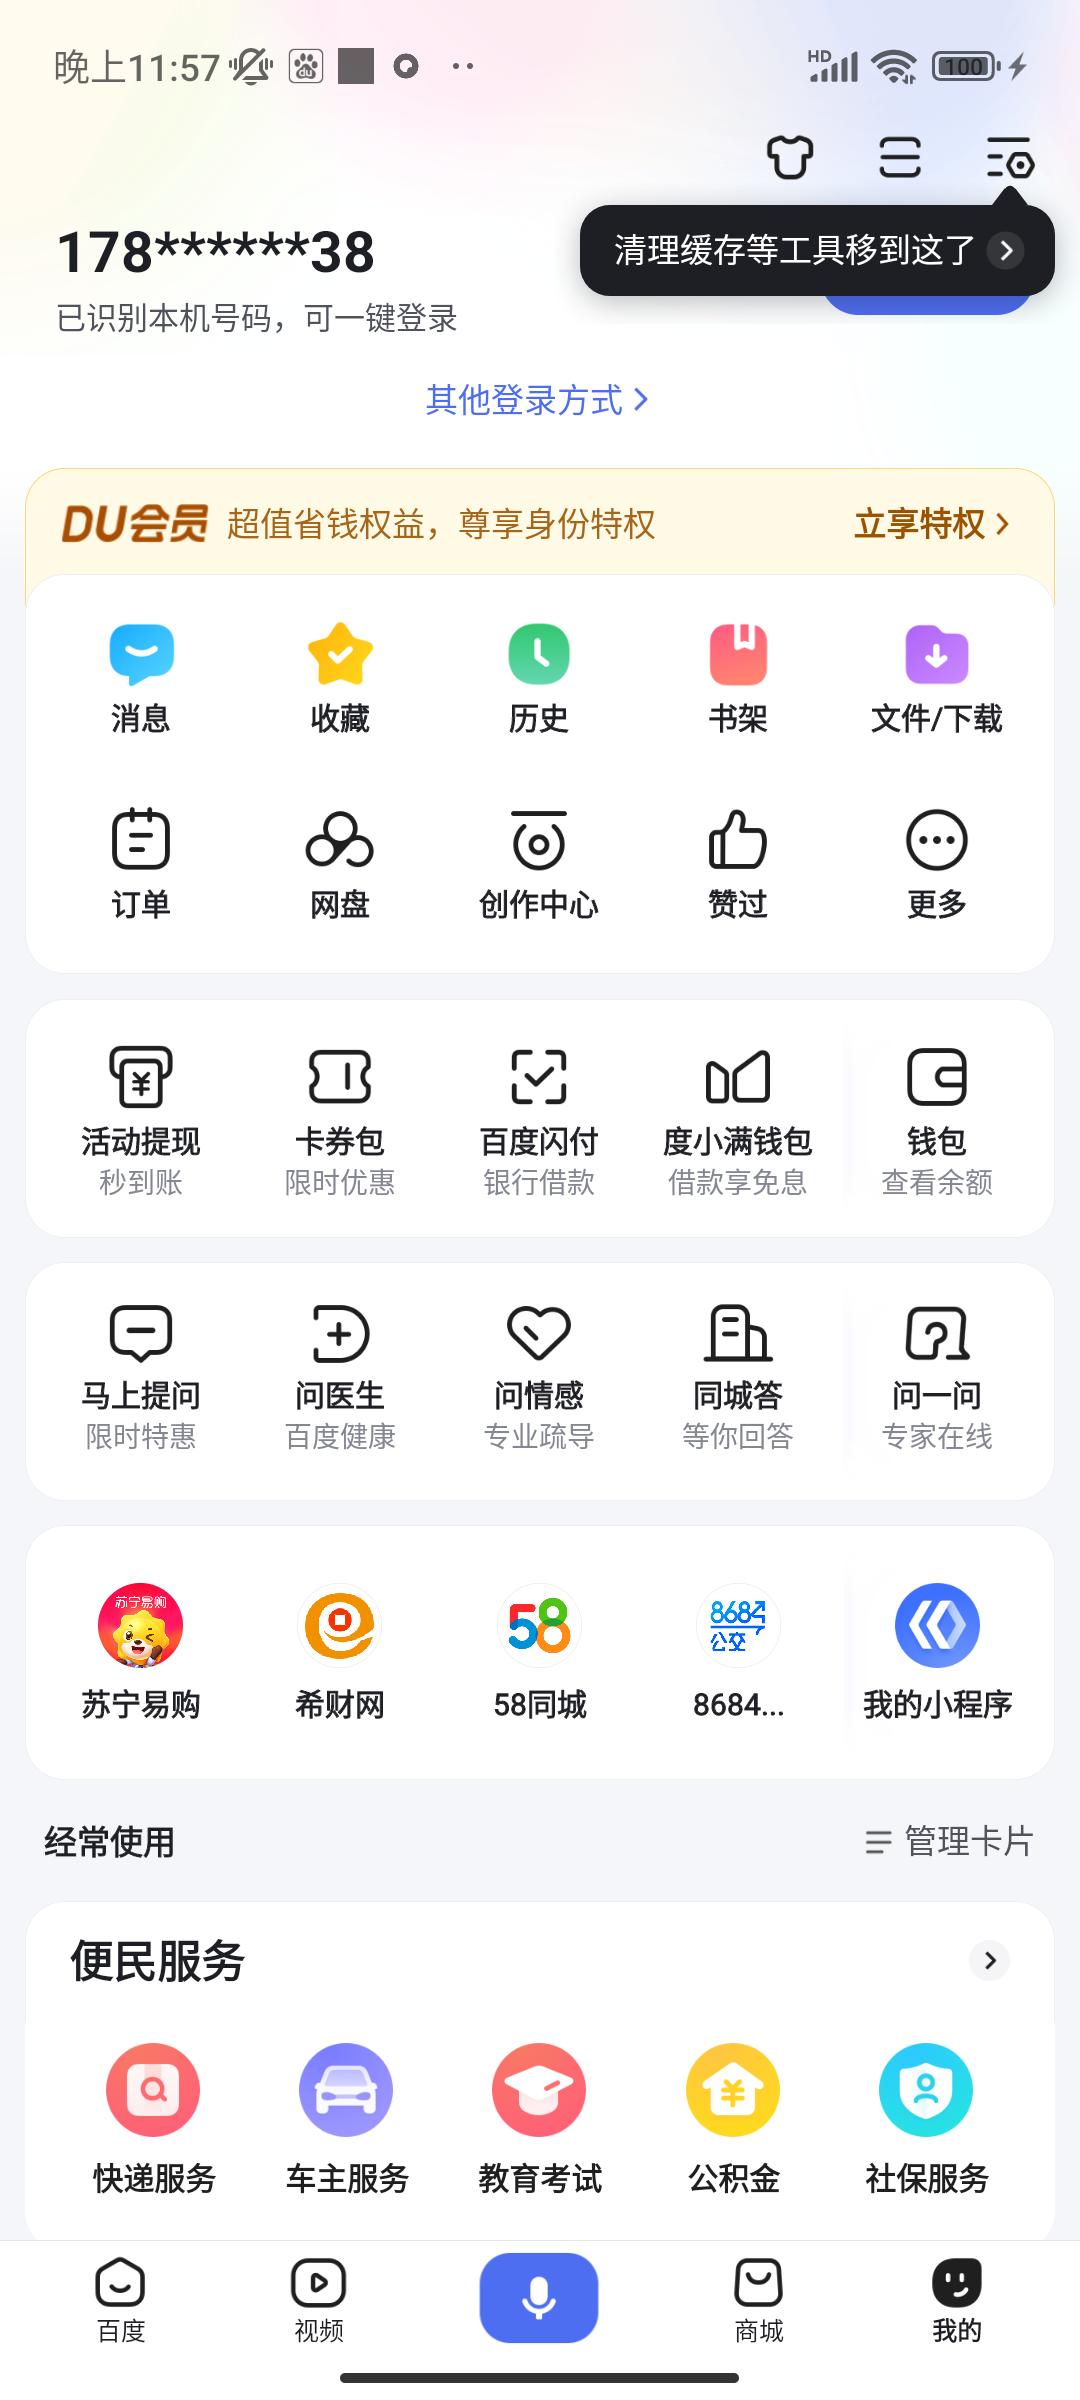 晚上11:57
HD
100
清理缓存等工具移到这了
178******38
已识别本机号码，可一键登录
其他登录方式
DU会员 超值省钱权益，尊享身份特权 立享特权
消息 收藏 历史 书架 文件/下载
订单 网盘 创作中心 赞过 更多
活动提现 卡券包 百度闪付 度小满钱包 钱包
秒到账 限时优惠 银行借款 借款享免息 查看余额
马上提问 问医生 问情感 同城答 问一问
限时特惠 百度健康 专业疏导 等你回答 专家在线
苏宁易购
58
8684
公交
苏宁易购 希财网 58同城 8684... 我的小程序
经常使用 管理卡片
便民服务
快递服务 车主服务 教育考试 公积金 社保服务
百度 视频 商城 我的